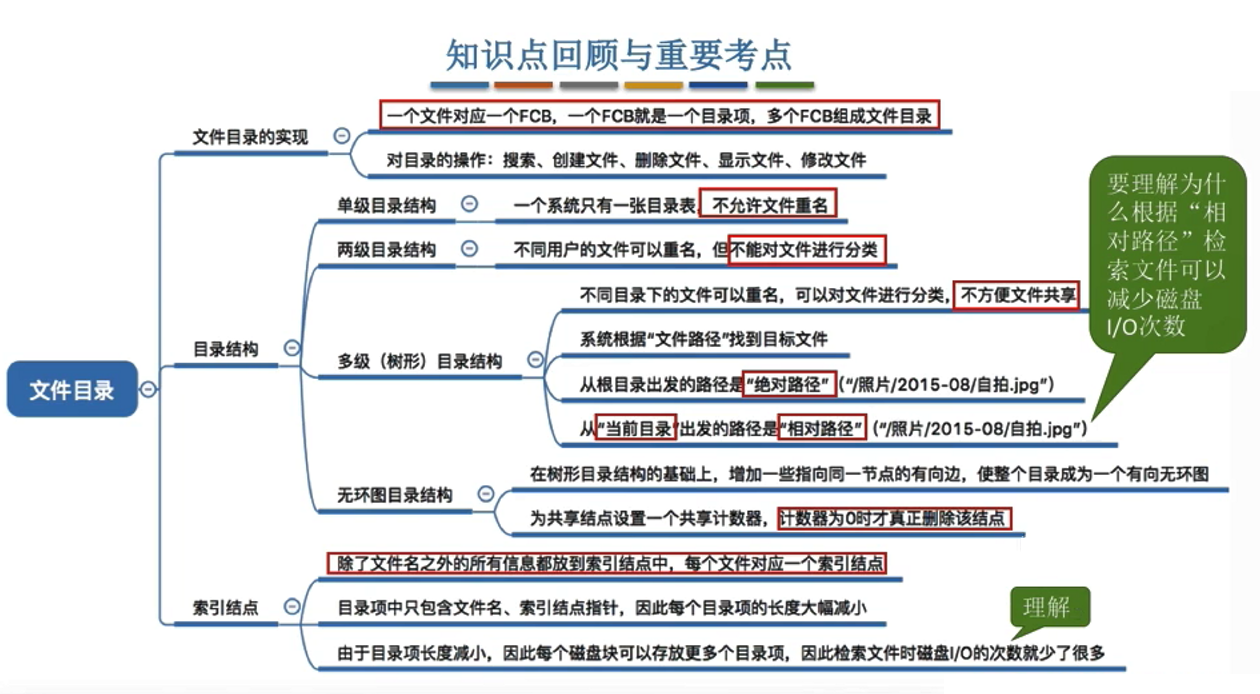 知识点回顾与重要考点
文件目录
文件目录的实现
一个文件对应一个FCB，一个FCB就是一个目录项，多个FCB组成文件目录
对目录的操作：搜索、创建文件、删除文件、显示文件、修改文件
目录结构
单级目录结构
一个系统只有一张目录表，不允许文件重名
两级目录结构
不同用户的文件可以重名，但不能对文件进行分类
多级（树形）目录结构
不同目录下的文件可以重名，可以对文件进行分类，不方便文件共享
系统根据“文件路径”找到目标文件
从根目录出发的路径是“绝对路径”（“/照片/2015-08/自拍.jpg”）
从“当前目录”出发的路径是“相对路径”（“/照片/2015-08/自拍.jpg”）
要理解为什
么根据“相
对路径”检
索文件可以
减少磁盘
I/O次数
无环图目录结构
在树形目录结构的基础上，增加一些指向同一节点的有向边，使整个目录成为一个有向无环图
为共享结点设置一个共享计数器，计数器为0时才真正删除该结点
索引结点
除了文件名之外的所有信息都放到索引结点中，每个文件对应一个索引结点
目录项中只包含文件名、索引结点指针，因此每个目录项的长度大幅减小
由于目录项长度减小，因此每个磁盘块可以存放更多个目录项，因此检索文件时磁盘I/O的次数就少了很多
理解